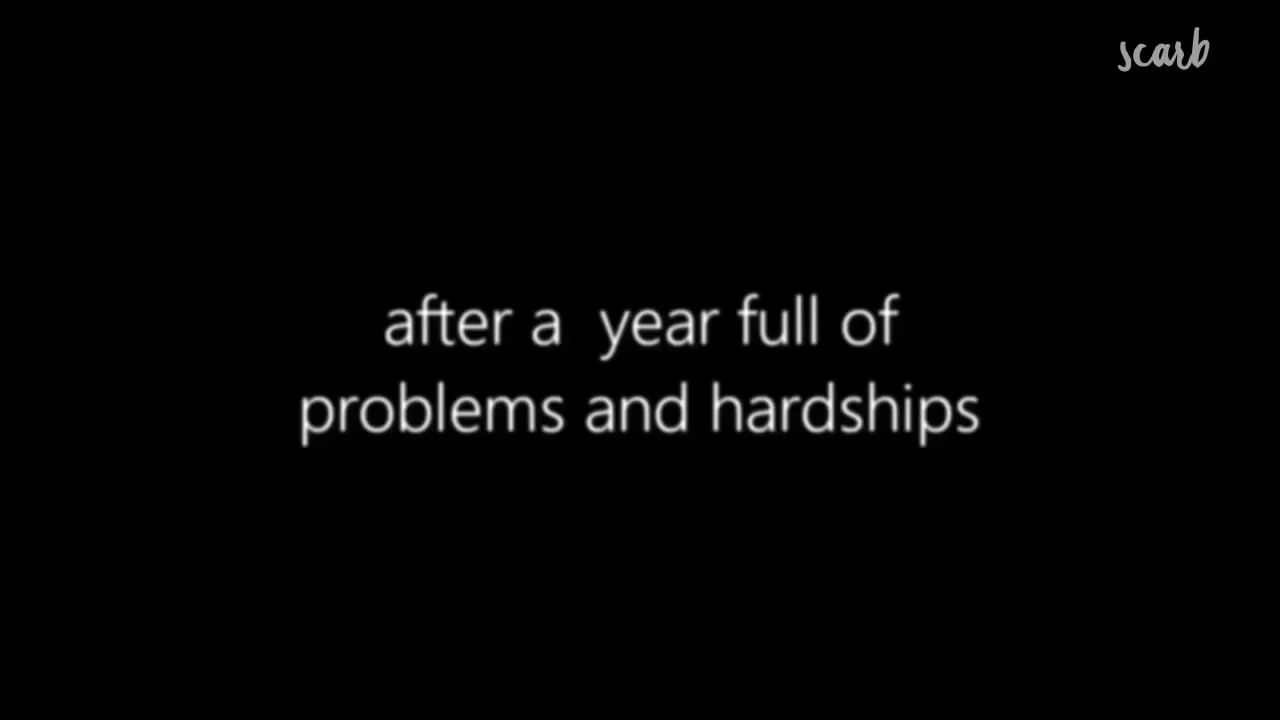 scarb
after a  year full of
problems and hardships